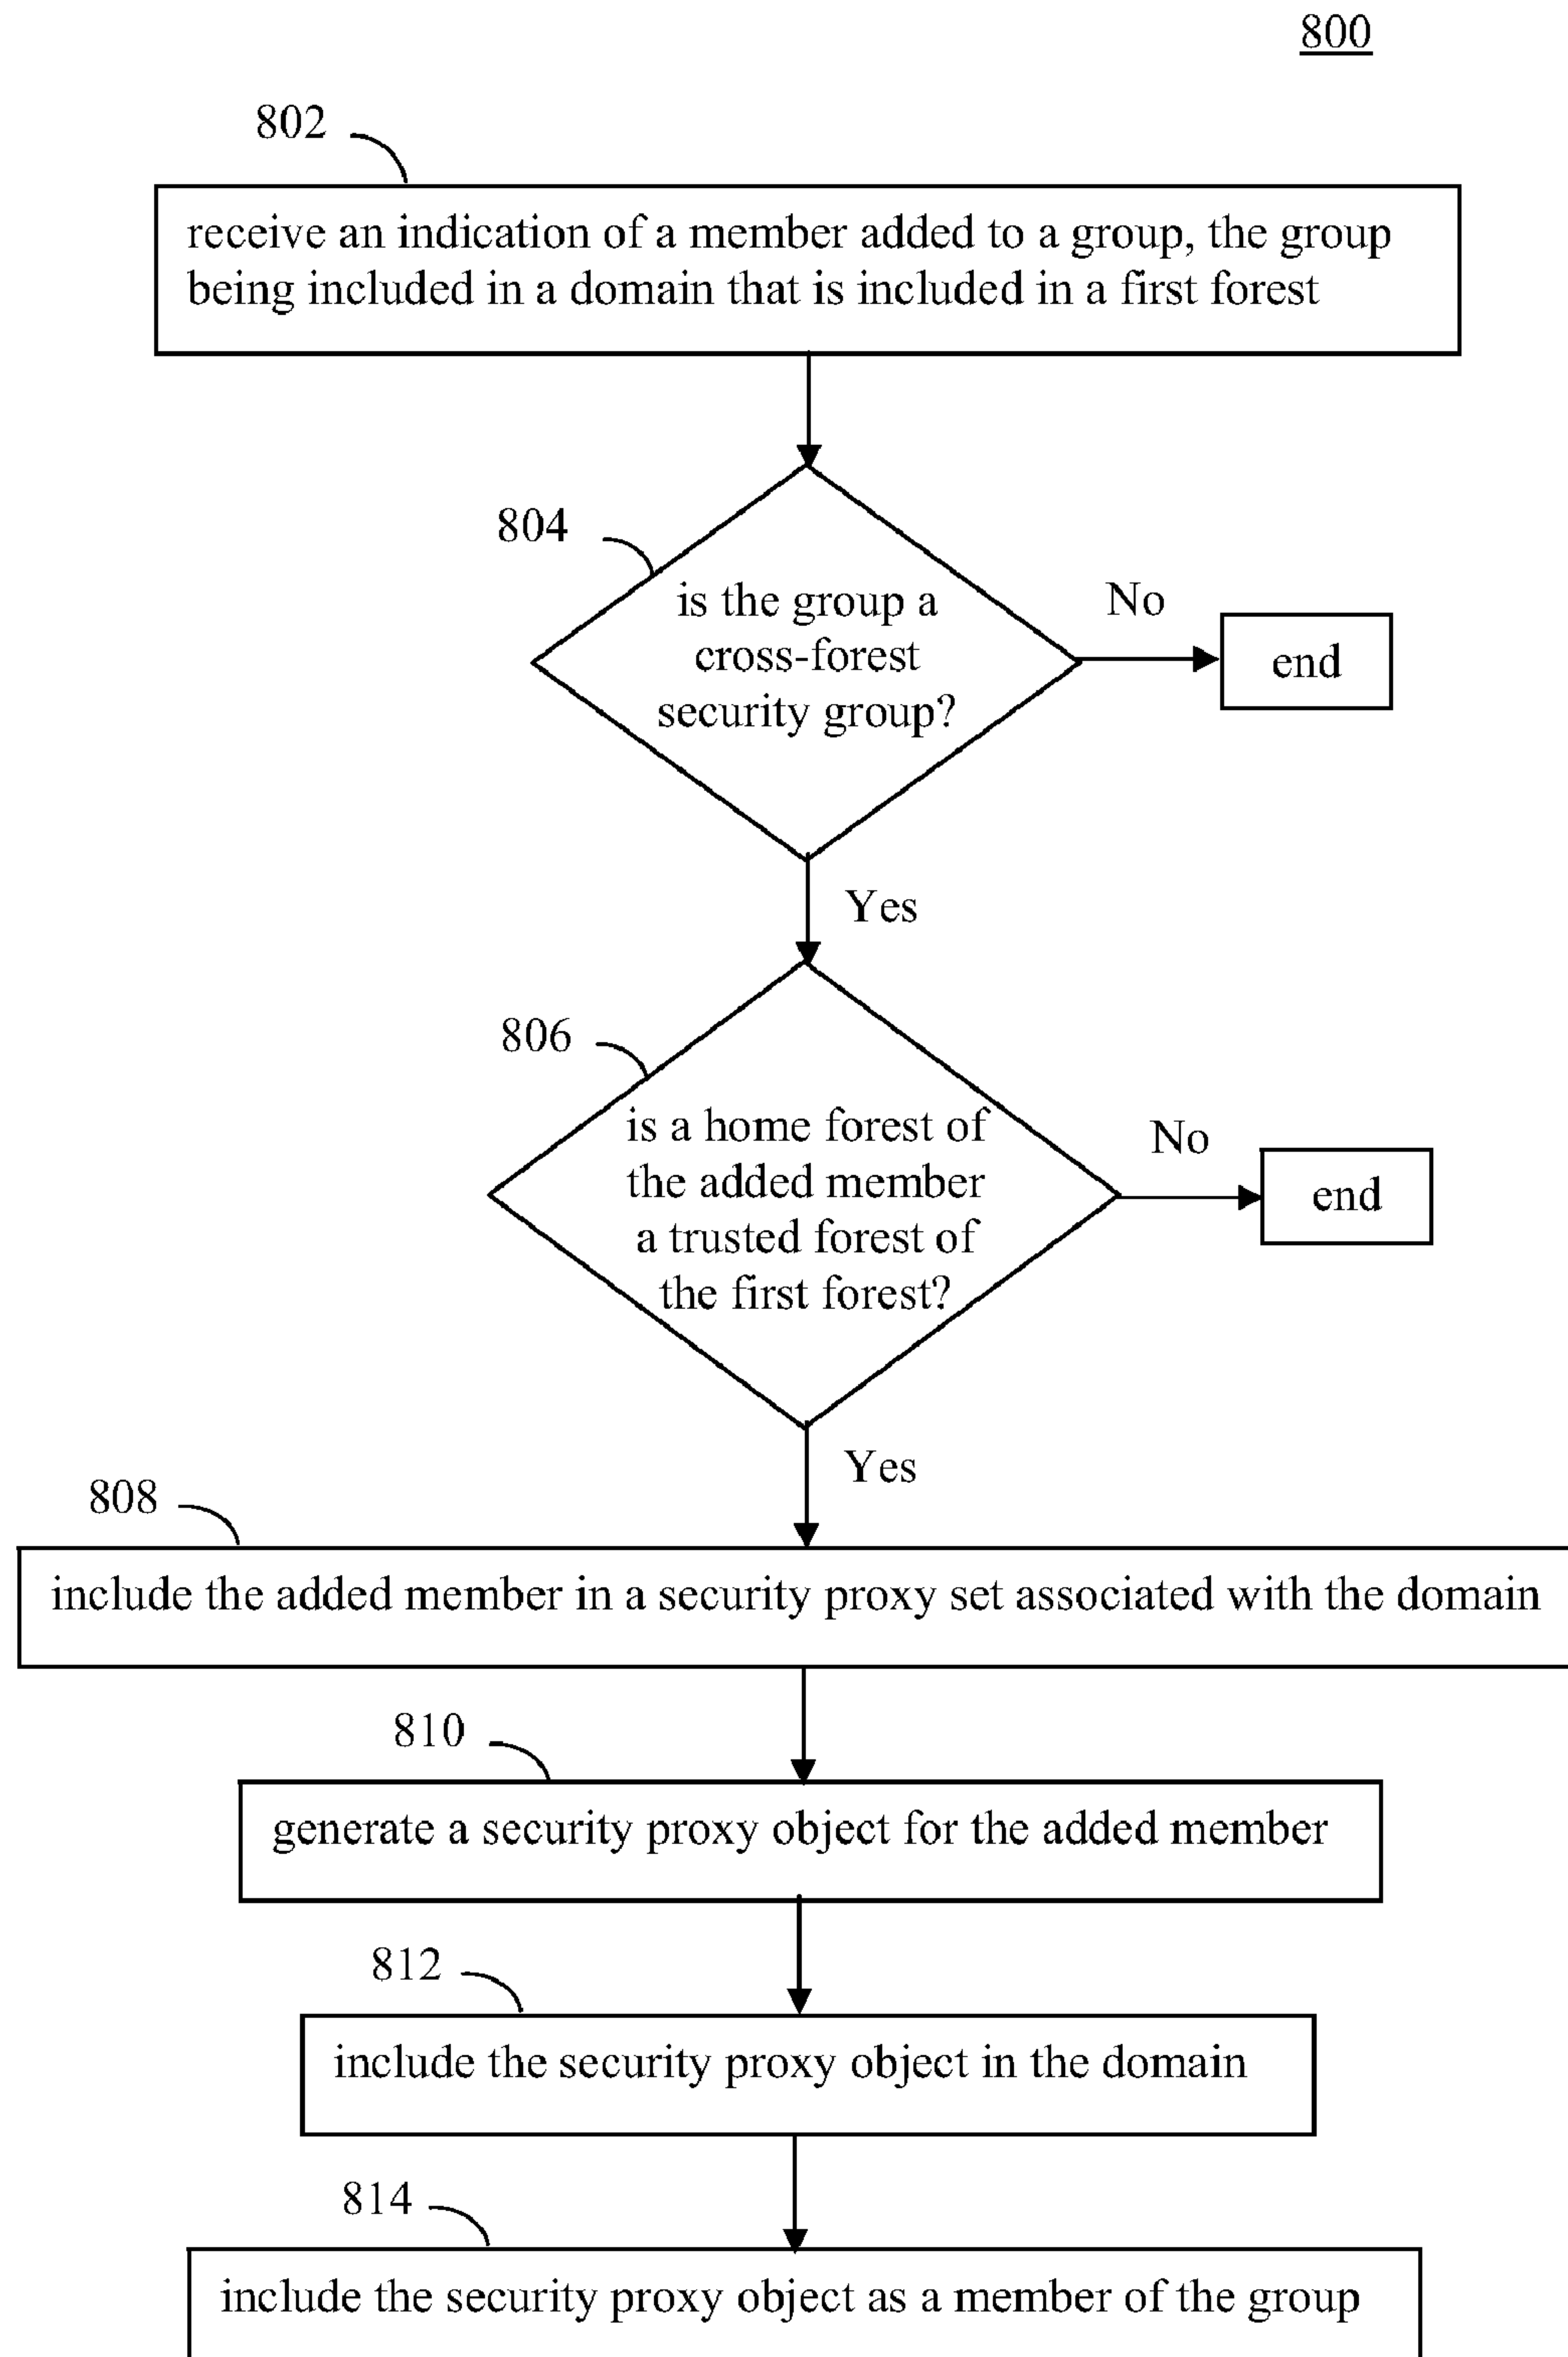 800
802
receive an indication of a member added to a group, the group
being included in a domain that is included in a first forest
804
is the group a
cross-forest
security group?
No
end
Yes
806
is a home forest of
the added member
a trusted forest of
the first forest?
No
end
Yes
808
include the added member in a security proxy set associated with the domain
810
generate a security proxy object for the added member
812
include the security proxy object in the domain
814
include the security proxy object as a member of the group